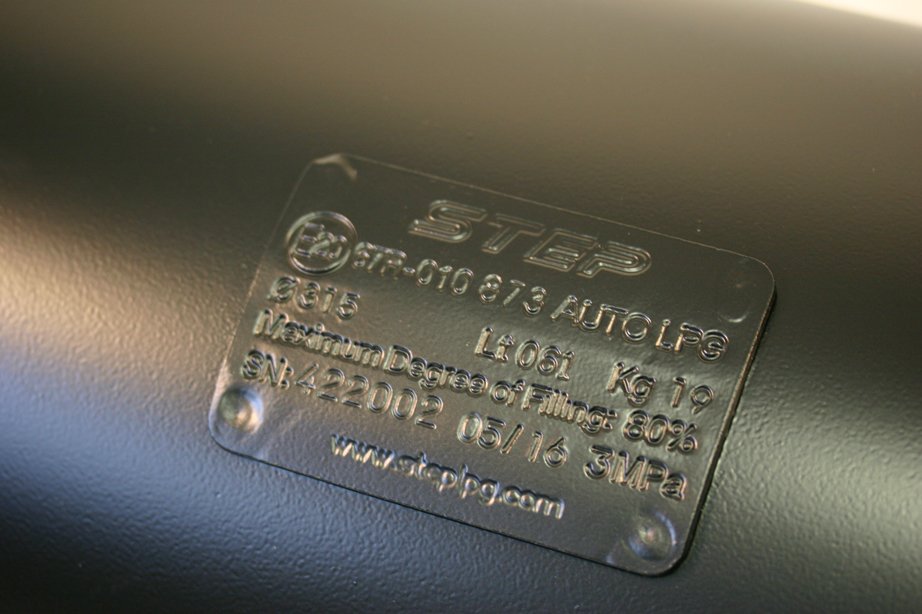 STEP
E20 67R-010 873 AUTO LPG
Ø315 Lt 061 Kg 19
Maximum Degree of Filling: 80%
SN: 422002 05/16 3MPa
www.steplpg.com